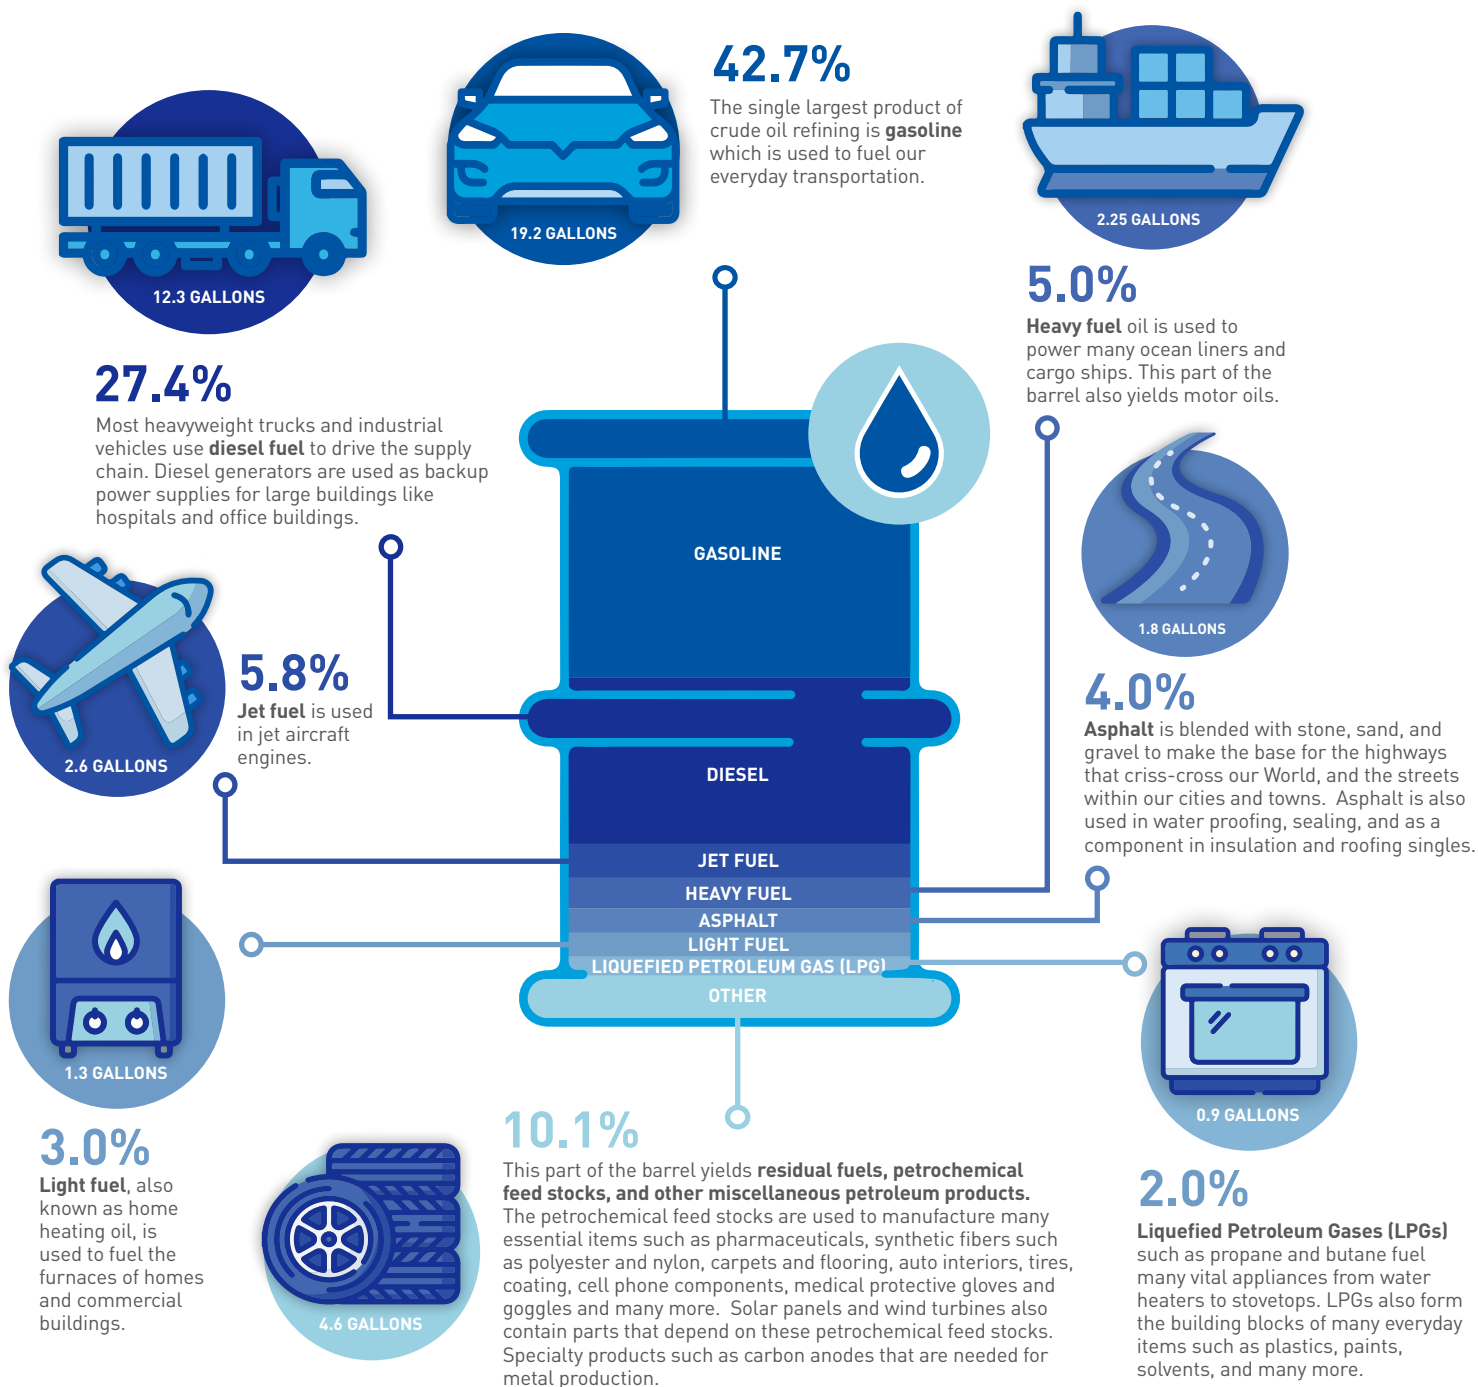 42.7%
The single largest product of
crude oil refining is gasoline
which is used to fuel our
everyday transportation.
19.2 GALLONS
2.25 GALLONS
5.0%
Heavy fuel oil is used to
power many ocean liners and
cargo ships. This part of the
barrel also yields motor oils.
12.3 GALLONS
27.4%
Most heavyweight trucks and industrial
vehicles use diesel fuel to drive the supply
chain. Diesel generators are used as backup
power supplies for large buildings like
hospitals and office buildings.
GASOLINE
DIESEL
JET FUEL
HEAVY FUEL
ASPHALT
LIGHT FUEL
LIQUEFIED PETROLEUM GAS (LPG)
OTHER
1.8 GALLONS
4.0%
Asphalt is blended with stone, sand, and
gravel to make the base for the highways
that criss-cross our World, and the streets
within our cities and towns.  Asphalt is also
used in water proofing, sealing, and as a
component in insulation and roofing singles.
5.8%
Jet fuel is used
in jet aircraft
engines.
2.6 GALLONS
1.3 GALLONS
3.0%
Light fuel, also
known as home
heating oil, is
used to fuel the
furnaces of homes
and commercial
buildings.
4.6 GALLONS
10.1%
This part of the barrel yields residual fuels, petrochemical
feed stocks, and other miscellaneous petroleum products.
The petrochemical feed stocks are used to manufacture many
essential items such as pharmaceuticals, synthetic fibers such
as polyester and nylon, carpets and flooring, auto interiors, tires,
coating, cell phone components, medical protective gloves and
goggles and many more.  Solar panels and wind turbines also
contain parts that depend on these petrochemical feed stocks.
Specialty products such as carbon anodes that are needed for
metal production.
0.9 GALLONS
2.0%
Liquefied Petroleum Gases (LPGs)
such as propane and butane fuel
many vital appliances from water
heaters to stovetops. LPGs also form
the building blocks of many everyday
items such as plastics, paints,
solvents, and many more.